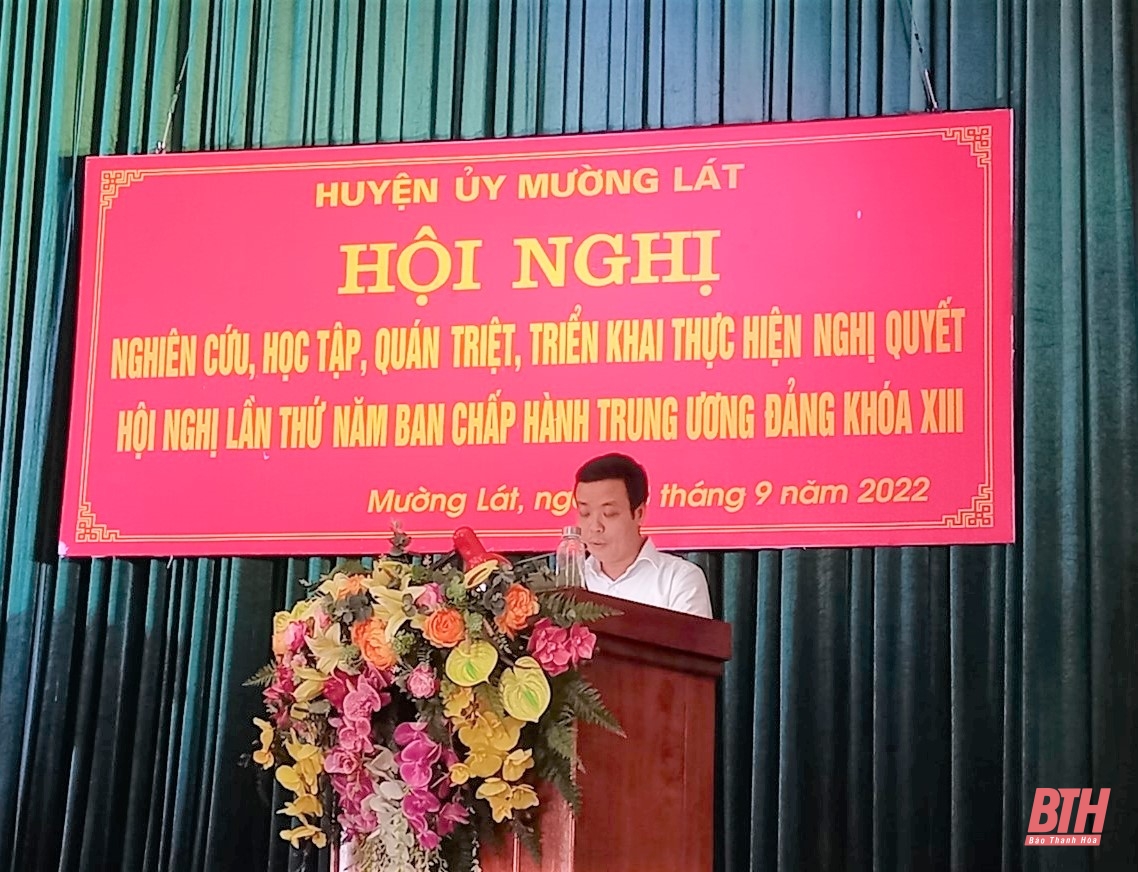 HUYỆN ỦY MƯỜNG LÁT
HỘI NGHỊ
NGHIÊN CỨU, HỌC TẬP, QUÁN TRIỆT, TRIỂN KHAI THỰC HIỆN NGHỊ QUYẾT
HỘI NGHỊ LẦN THỨ NĂM BAN CHẤP HÀNH TRUNG ƯƠNG ĐẢNG KHÓA XIII
Mường Lát, tháng 9 năm 2022
BTH
Báo Thanh Hóa